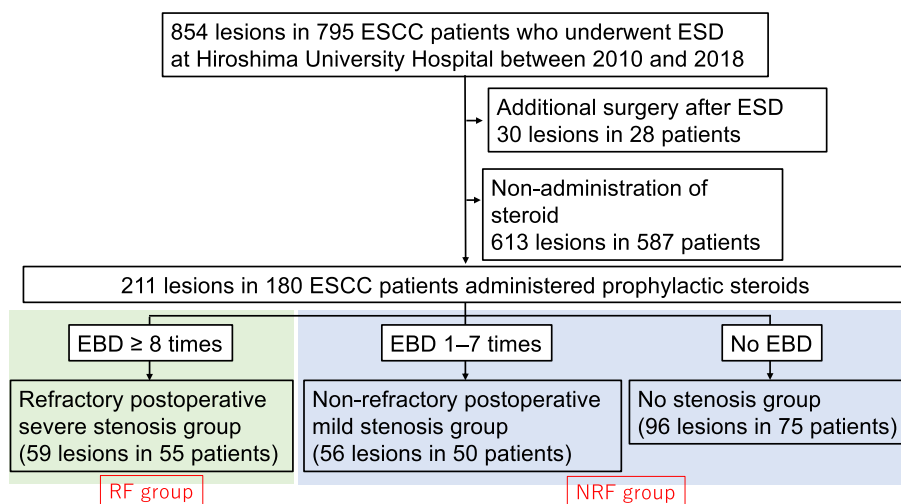 854 lesions in 795 ESCC patients who underwent ESD
at Hiroshima University Hospital between 2010 and 2018
Additional surgery after ESD
30 lesions in 28 patients
Non-administration of
steroid
613 lesions in 587 patients
211 lesions in 180 ESCC patients administered prophylactic steroids
EBD ≥ 8 times
EBD 1–7 times
No EBD
Refractory postoperative
severe stenosis group
(59 lesions in 55 patients)
Non-refractory postoperative
mild stenosis group
(56 lesions in 50 patients)
No stenosis group
(96 lesions in 75 patients)
RF group
NRF group